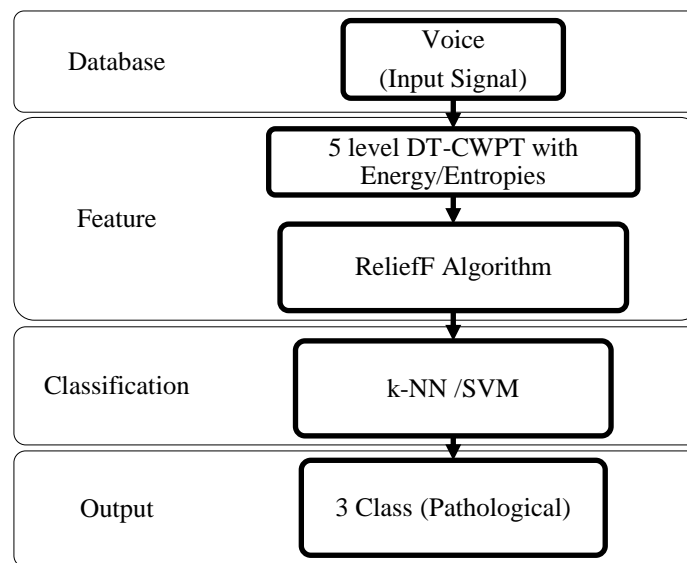 Database
Voice
(Input Signal)
Feature
5 level DT-CWPT with
Energy/Entropies
ReliefF Algorithm
Classification
k-NN /SVM
Output
3 Class (Pathological)